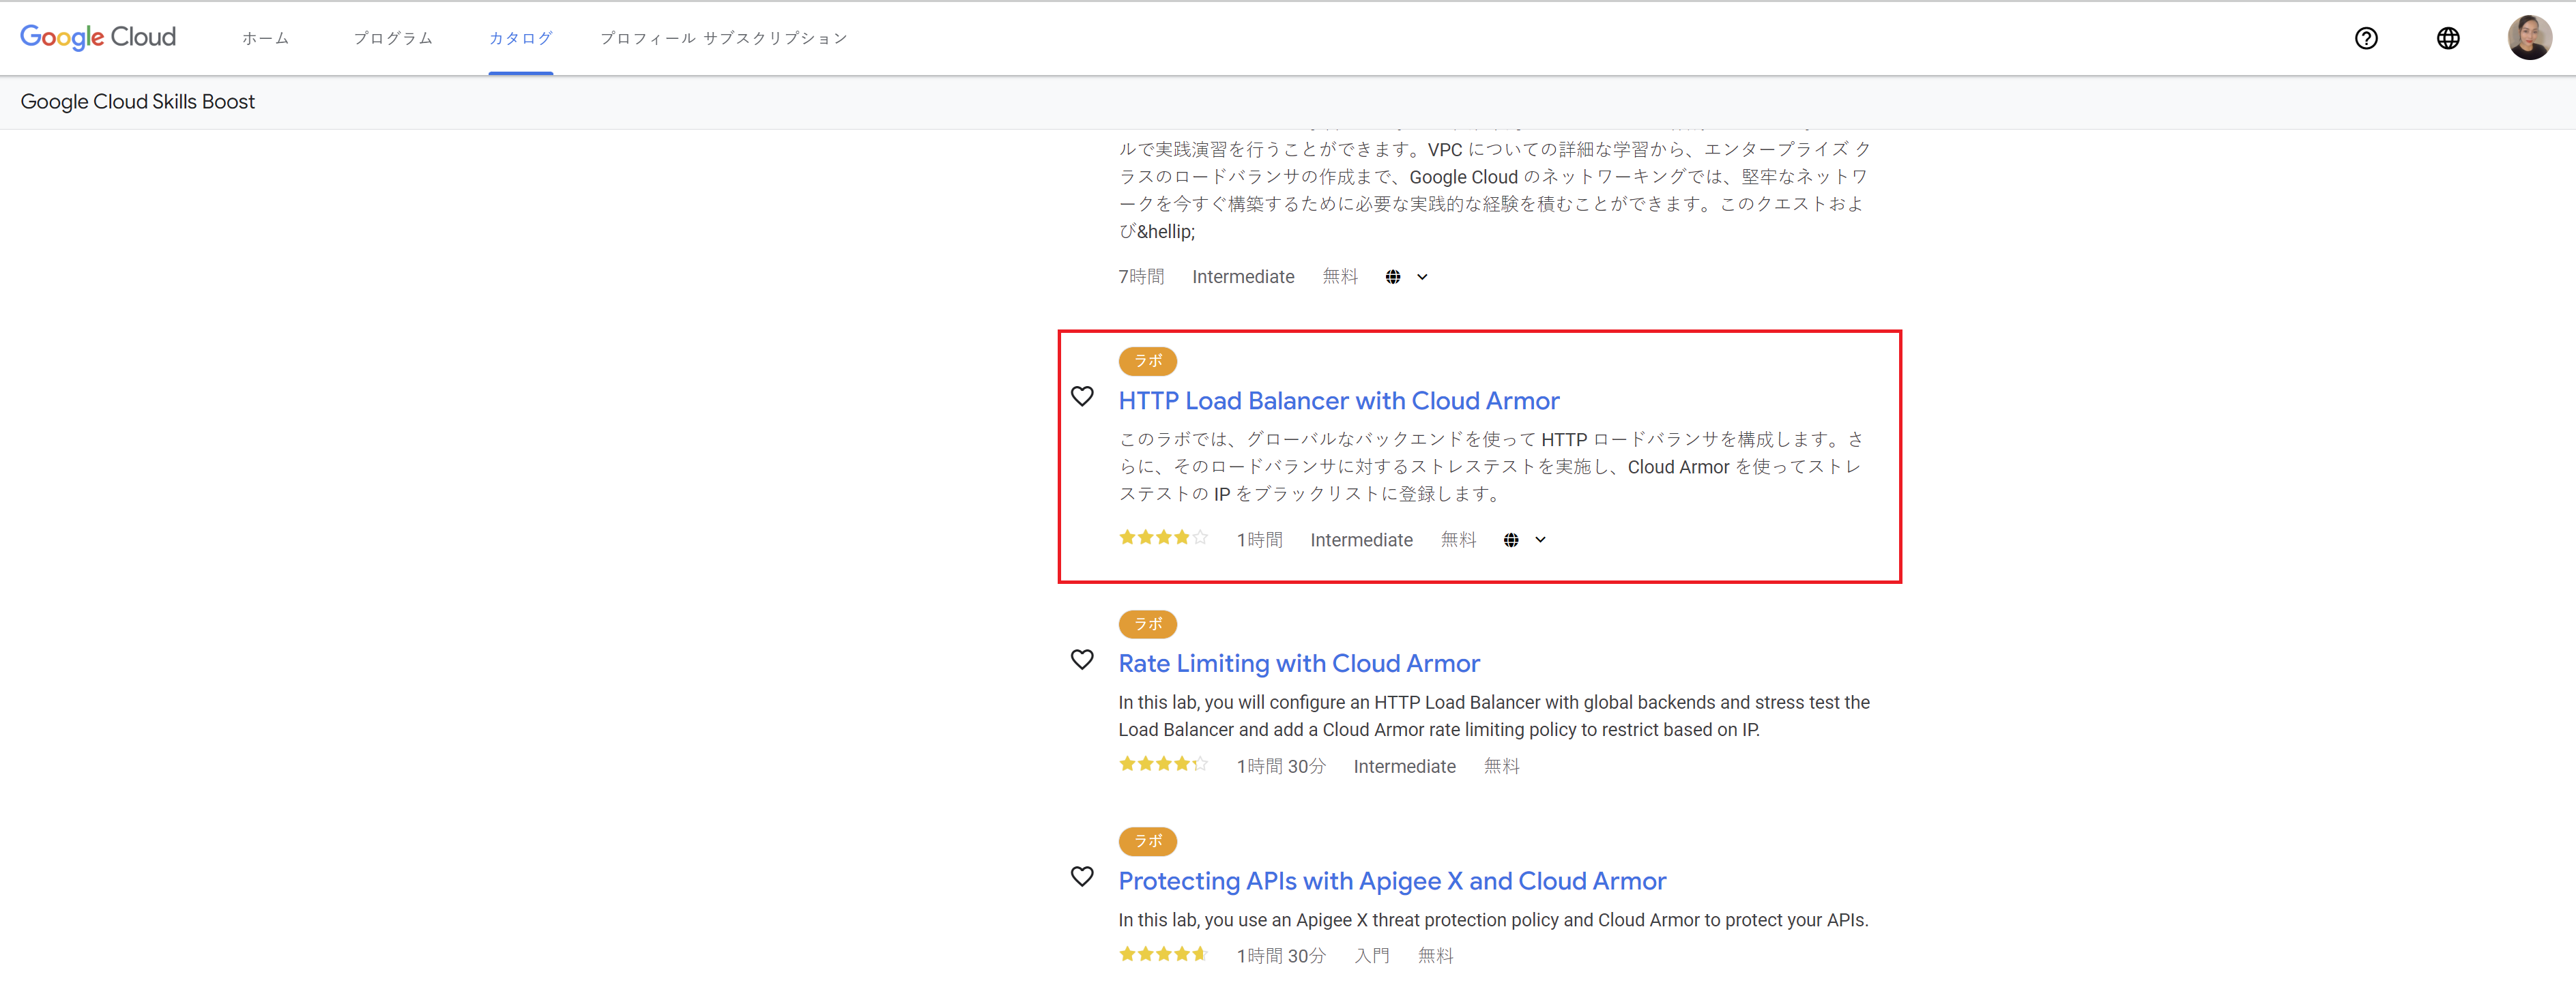 Google Cloud
ホーム
プログラム
カタログ
プロフィール サブスクリプション
Google Cloud Skills Boost
ルで実践演習を行うことができます。VPC についての詳細な学習から、エンタープライズ ク
ラスのロードバランサの作成まで、Google Cloud のネットワーキングでは、堅牢なネットワ
ークを今すぐ構築するために必要な実践的な経験を積むことができます。このクエストおよ
び&hellip;
7時間 Intermediate 無料
ラボ
HTTP Load Balancer with Cloud Armor
このラボでは、グローバルなバックエンドを使って HTTP ロードバランサを構成します。さ
らに、そのロードバランサに対するストレステストを実施し、Cloud Armor を使ってストレ
ステストの IP をブラックリストに登録します。
1時間 Intermediate 無料
ラボ
Rate Limiting with Cloud Armor
In this lab, you will configure an HTTP Load Balancer with global backends and stress test the
Load Balancer and add a Cloud Armor rate limiting policy to restrict based on IP.
1時間 30分 Intermediate 無料
ラボ
Protecting APIs with Apigee X and Cloud Armor
In this lab, you use an Apigee X threat protection policy and Cloud Armor to protect your APIs.
1時間 30分 入門 無料